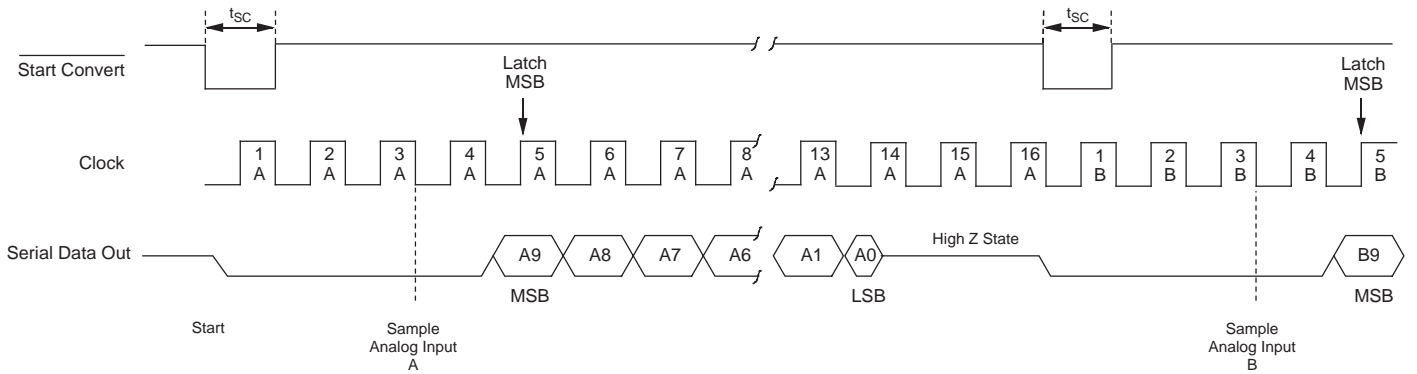 tSC
tSC
Start Convert
Latch
MSB
Latch
MSB
Clock
1 2 3 4 5 6 7 8 13 14 15 16 1 2 3 4 5
A A A A A A A A A A A A B B B B B
Serial Data Out
A9 A8 A7 A6 A1 A0 High Z State B9
MSB LSB MSB
Start
Sample
Analog Input
A
Sample
Analog Input
B